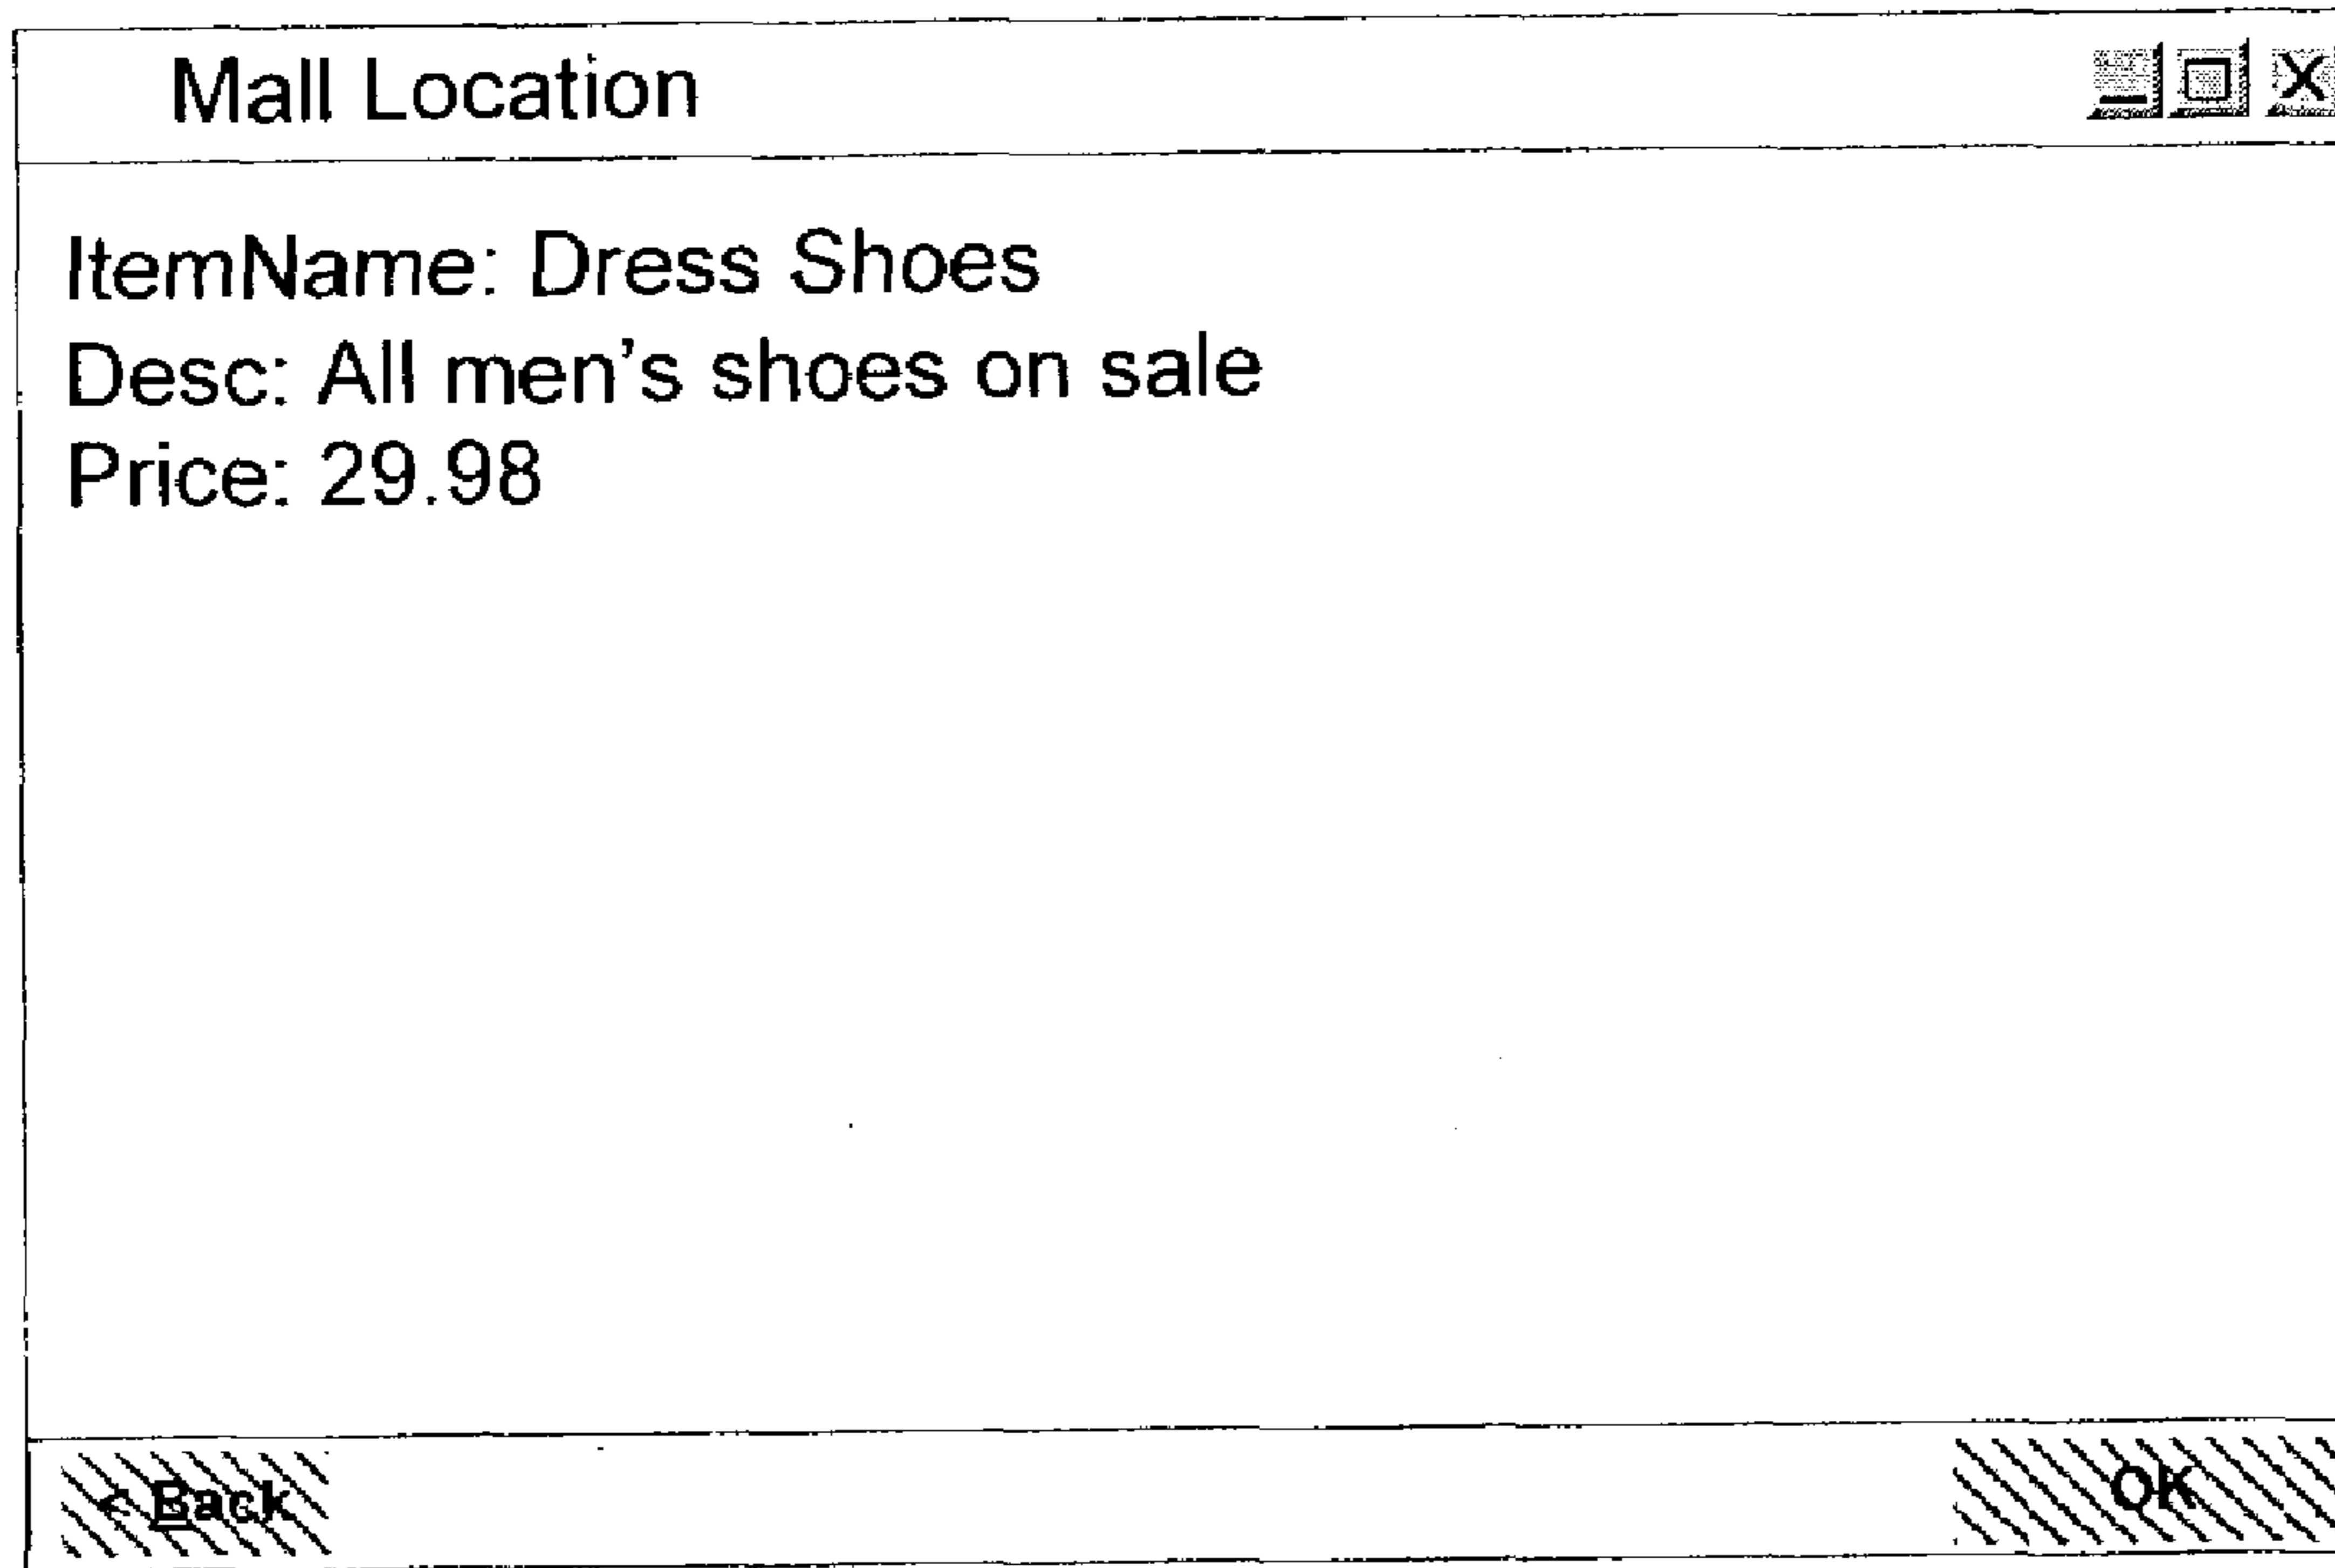 Mall Location
ItemName: Dress Shoes
Desc: All men's shoes on sale
Price: 29.98
< Back
OK